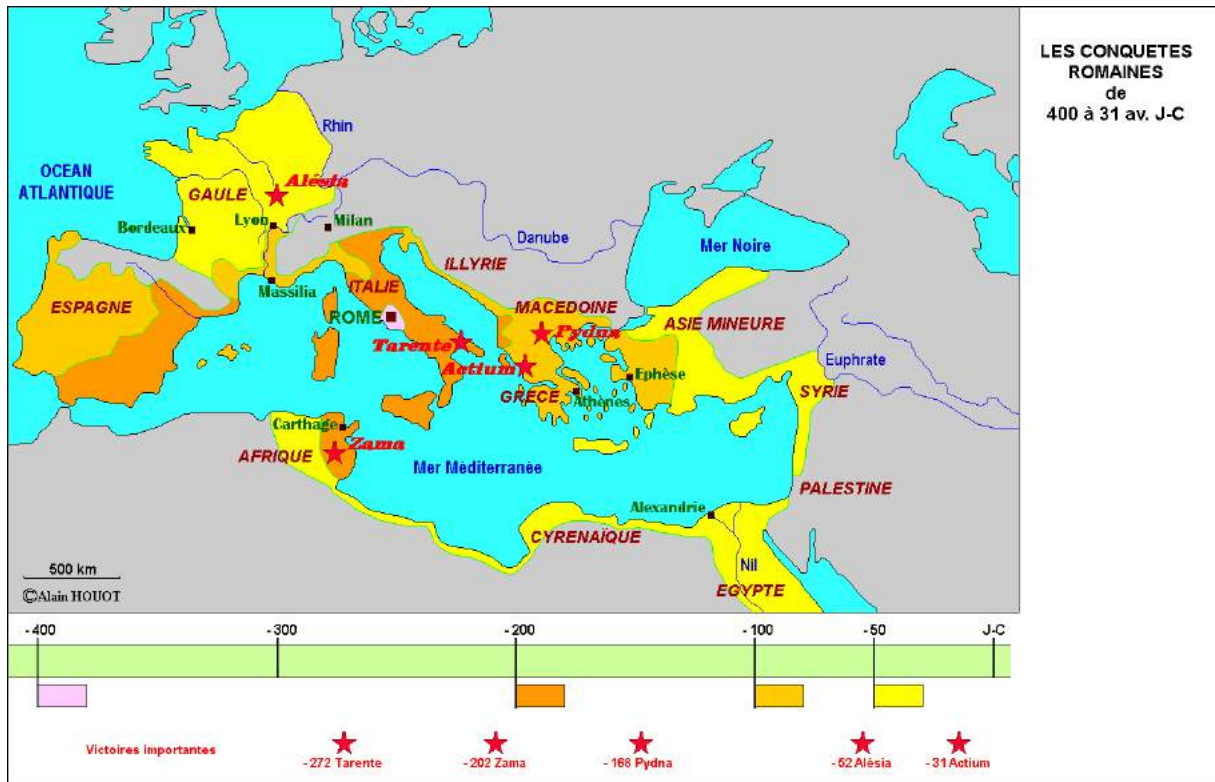 LES CONQUETES
ROMAINES
de
400 à 31 av. J-C
Rhin
OCEAN
ATLANTIQUE
Alésia
GAULE
Lyon
Milan
Bordeaux
Danube
Mer Noire
ILLYRIE
Massilia
ITALIE
ESPAGNE
MACEDOINE
ROME
ASIE MINEURE
Pydna
Tarente
Euphrate
Actium
Ephèse
SYRIE
GRECE
Athènes
Carthage
Zama
AFRIQUE
Mer Méditerranée
PALESTINE
Alexandrie
CYRENAÏQUE
Nil
500 km
EGYPTE
©Alain HOUOT
-400 -300 -200 -100 -50 J-C
Victoires importantes
-272 Tarente -202 Zama -168 Pydna -52 Alésia -31 Actium